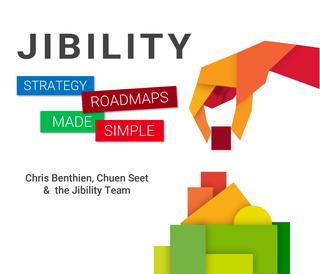 JIBILITY
STRATEGY
ROADMAPS
MADE
SIMPLE
Chris Benthien, Chuen Seet
& the Jibility Team